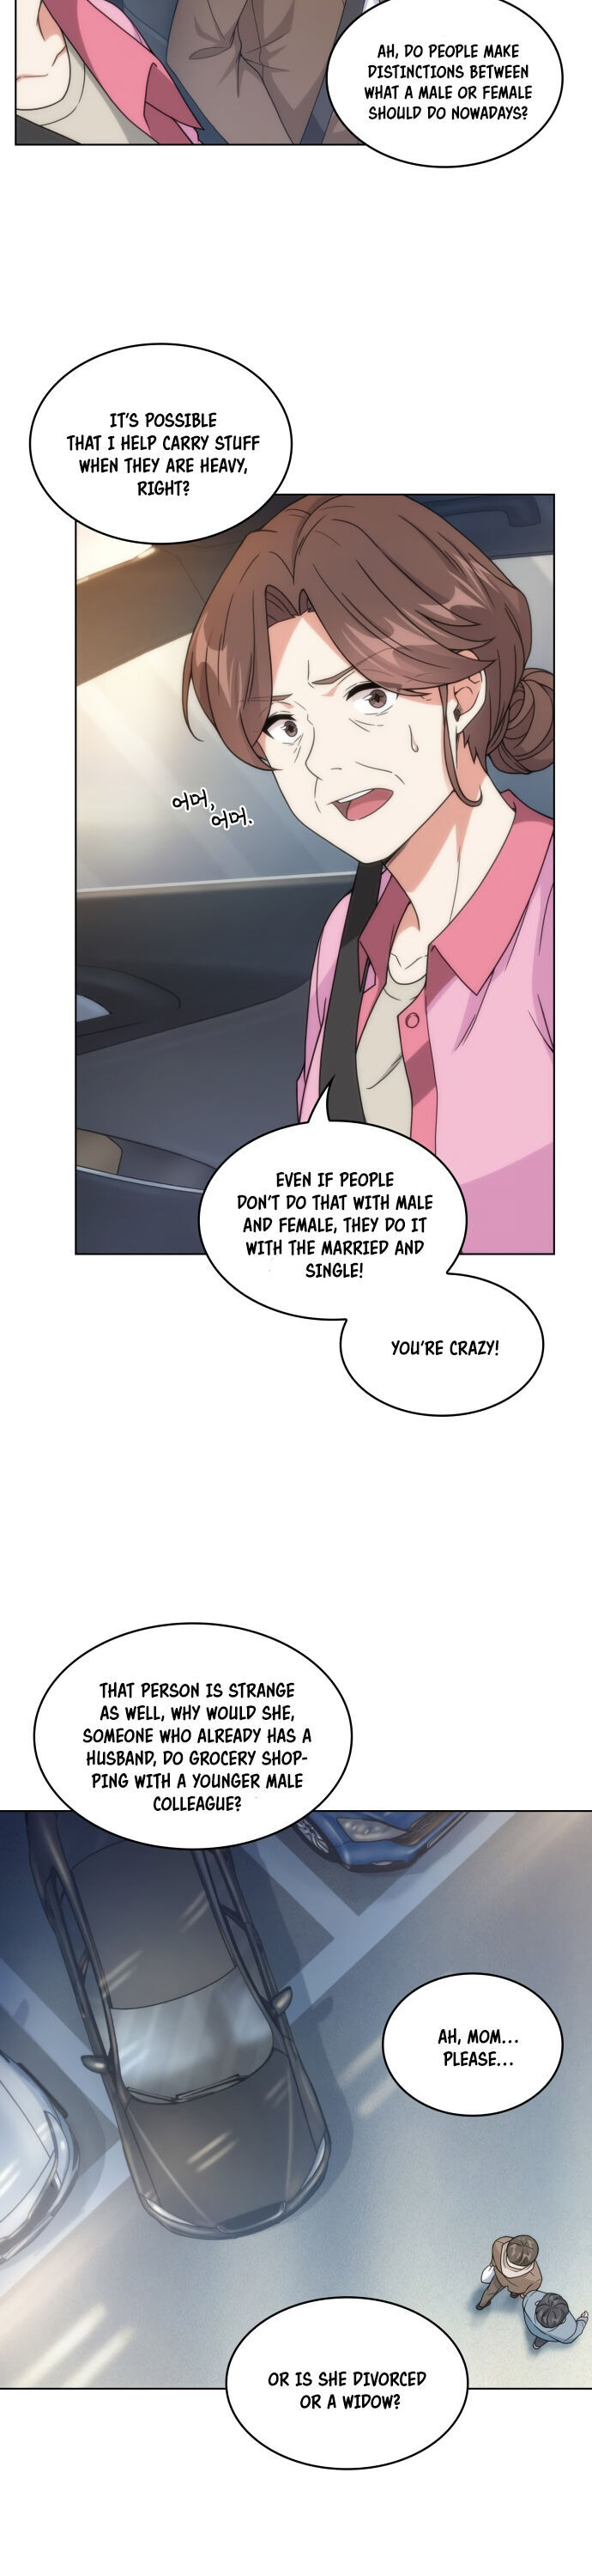 AH, DO PEOPLE MAKE
DISTINCTIONS BETWEEN
WHAT A MALE OR FEMALE
SHOULD DO NOWADAYS?
IT'S POSSIBLE
THAT I HELP CARRY STUFF
WHEN THEY ARE HEAVY,
RIGHT?
어머,
어머.
EVEN IF PEOPLE
DON'T DO THAT WITH MALE
AND FEMALE, THEY DO IT
WITH THE MARRIED AND
SINGLE!
YOU'RE CRAZY!
THAT PERSON IS STRANGE
AS WELL, WHY WOULD SHE,
SOMEONE WHO ALREADY HAS A
HUSBAND, DO GROCERY SHOP-
PING WITH A YOUNGER MALE
COLLEAGUE?
AH, MOM...
PLEASE...
OR IS SHE DIVORCED
OR A WIDOW?